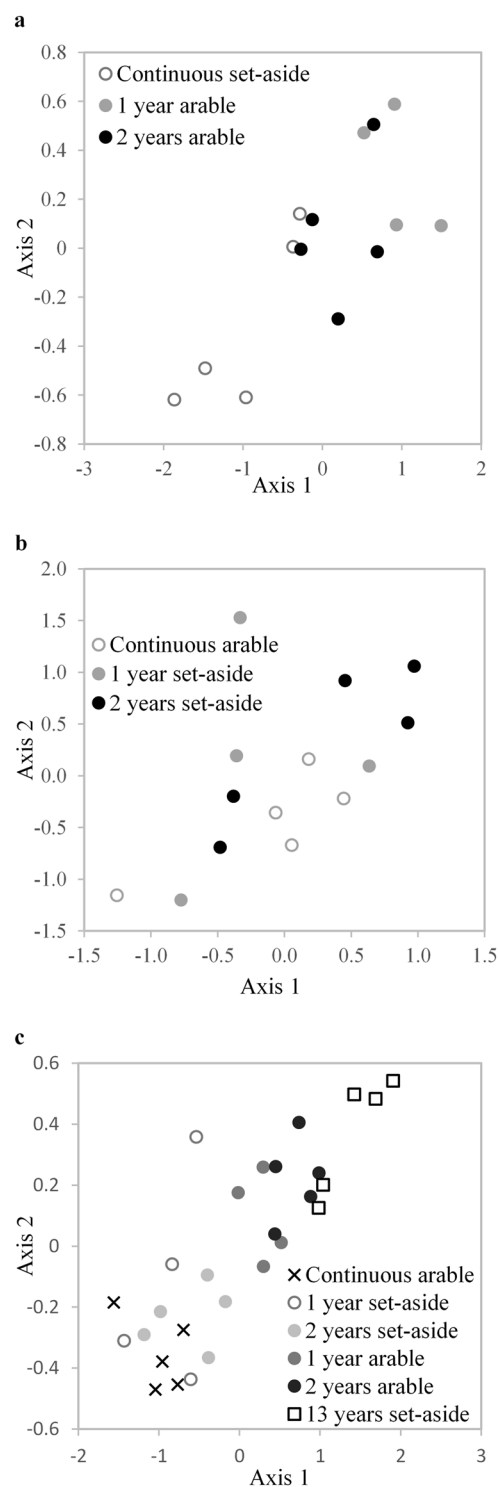 a
0.8
Continuous set-aside
0.6
1 year arable
2 years arable
0.4
0.2
Axis 2
0
-0.2
-0.4
-0.6
-0.8
-3 -2 -1 0 1 2
Axis 1
b
2.0
1.5
Continuous arable
1 year set-aside
1.0
2 years set-aside
0.5
Axis 2
0.0
-0.5
-1.0
-1.5
-1.5 -1.0 -0.5 0.0 0.5 1.0 1.5
Axis 1
c
0.6
0.4
0.2
Axis 2
0
Continuous arable
1 year set-aside
-0.2
2 years set-aside
1 year arable
-0.4
2 years arable
13 years set-aside
-0.6
-2 -1 0 1 2 3
Axis 1